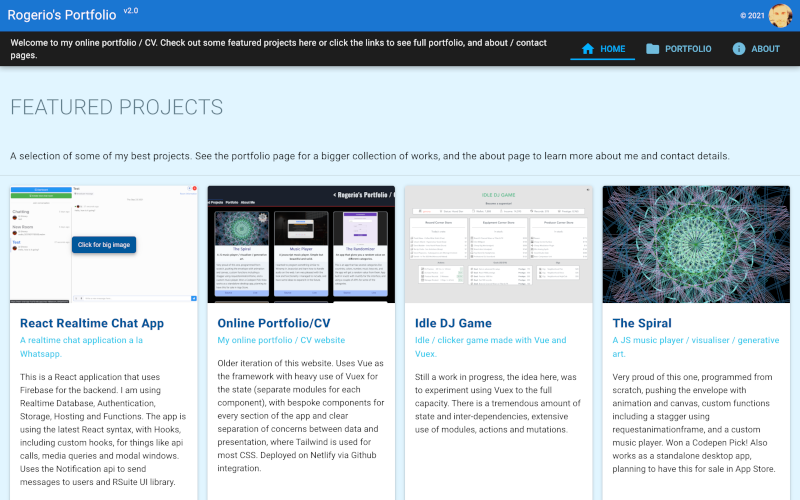 Rogerio's Portfolio v2.0
© 2021
Welcome to my online portfolio / CV. Check out some featured projects here or click the links to see full portfolio, and about / contact
pages.
HOME
PORTFOLIO
ABOUT
FEATURED PROJECTS
A selection of some of my best projects. See the portfolio page for a bigger collection of works, and the about page to learn more about me and contact details.
Click for big image
< Rogerio's Portfolio /
Portfolio
About Me
The Spiral
Music Player
The Randomizer
IDLE DJ GAME
React Realtime Chat App
A realtime chat application a la
Whatsapp.
This is a React application that uses
Firebase for the backend. I am using
Realtime Database, Authentication,
Storage, Hosting and Functions. The app is
using the latest React syntax, with Hooks,
including custom hooks, for things like api
calls, media queries and modal windows.
Uses the Notification api to send
messages to users and RSuite UI library.
Online Portfolio/CV
My online portfolio / CV website
Older iteration of this website. Uses Vue as
the framework with heavy use of Vuex for
the state (separate modules for each
component), with bespoke components for
every section of the app and clear
separation of concerns between data and
presentation, where Tailwind is used for
most CSS. Deployed on Netlify via Github
integration.
Idle DJ Game
Idle / clicker game made with Vue and
Vuex.
Still a work in progress, the idea here, was
to experiment using Vuex to the full
capacity. There is a tremendous amount of
state and inter-dependencies, extensive
use of modules, actions and mutations.
The Spiral
A JS music player / visualiser / generative
art.
Very proud of this one, programmed from
scratch, pushing the envelope with
animation and canvas, custom functions
including a stagger using
requestanimationframe, and a custom
music player. Won a Codepen Pick! Also
works as a standalone desktop app,
planning to have this for sale in App Store.